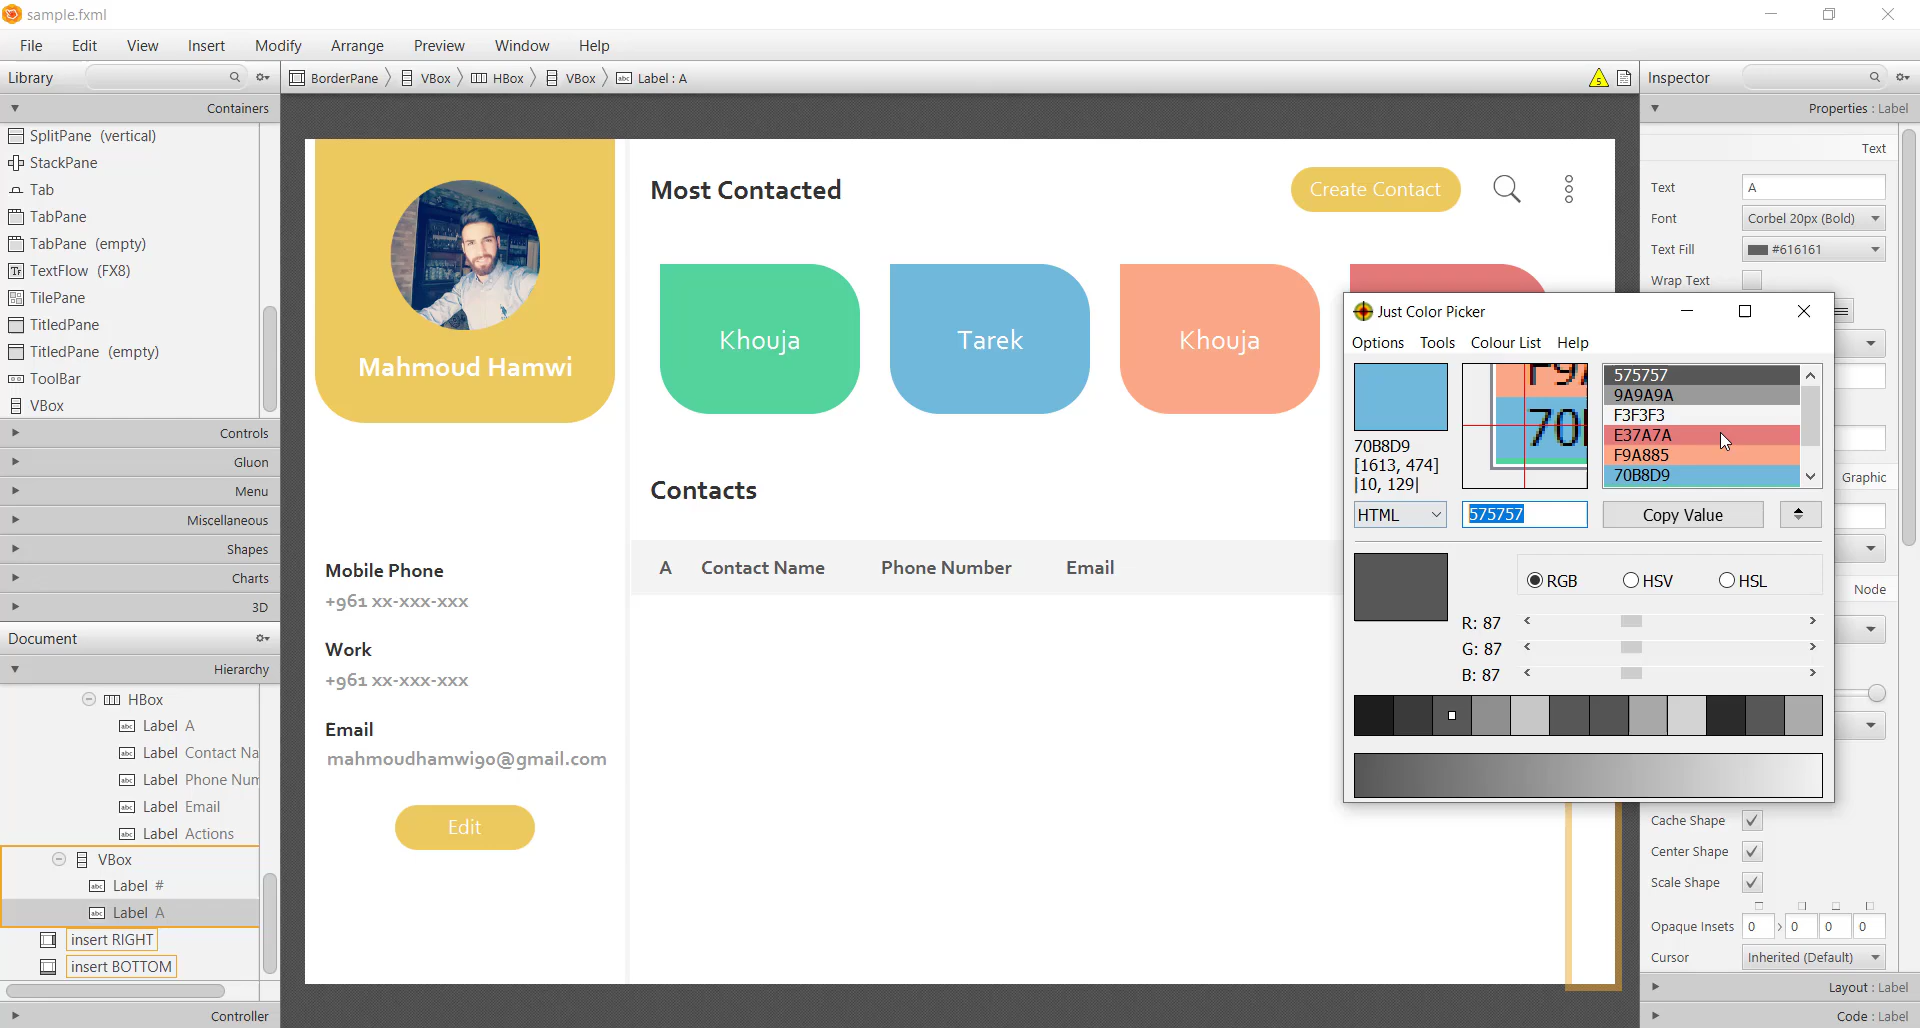 sample.fxml
File Edit View Insert Modify Arrange Preview Window Help
Library
BorderPane VBox HBox VBox Label : A
5
Inspector
Containers
SplitPane (vertical)
StackPane
Tab
TabPane
TabPane (empty)
TextFlow (FX8)
TilePane
TitledPane
TitledPane (empty)
ToolBar
VBox
Controls
Gluon
Menu
Miscellaneous
Shapes
Charts
3D
Document
Hierarchy
HBox
Label A
Label Contact Na
Label Phone Num
Label Email
Label Actions
VBox
Label #
Label A
insert RIGHT
insert BOTTOM
Controller
Mahmoud Hamwi
Mobile Phone
+961 xx-xxx-xxx
Work
+961 xx-xxx-xxx
Email
mahmoudhamwi90@gmail.com
Edit
Most Contacted
Create Contact
Khouja
Tarek
Khouja
Contacts
A Contact Name Phone Number Email
Just Color Picker
Options Tools Colour List Help
70B8D9
[1613, 474]
|10, 129|
575757
9A9A9A
F3F3F3
E37A7A
F9A885
70B8D9
HTML
575757
Copy Value
RGB HSV HSL
R: 87
G: 87
B: 87
Properties : Label
Text
Text A
Font Corbel 20px (Bold)
Text Fill #616161
Wrap Text
Graphic
Node
Cache Shape
Center Shape
Scale Shape
Opaque Insets 0 0 0 0
Cursor Inherited (Default)
Layout : Label
Code : Label